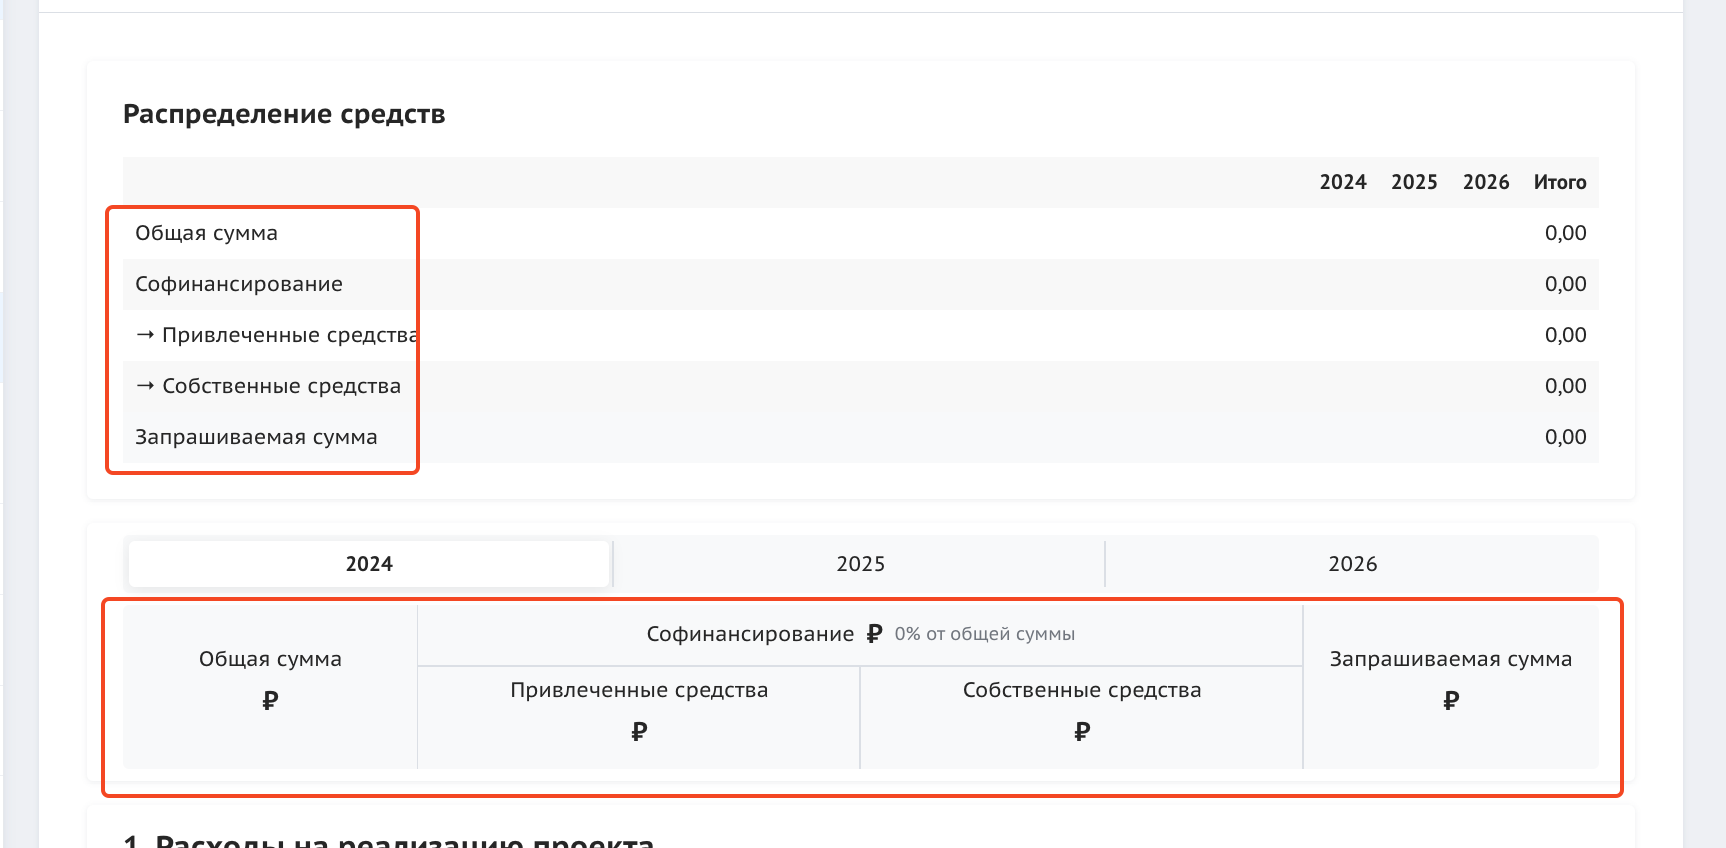 Распределение средств
2024 2025 2026 Итого
Общая сумма 0,00
Софинансирование 0,00
→ Привлеченные средства 0,00
→ Собственные средства 0,00
Запрашиваемая сумма 0,00
2024 2025 2026
Общая сумма
₽
Софинансирование ₽ 0% от общей суммы
Привлеченные средства
₽
Собственные средства
₽
Запрашиваемая сумма
₽
1. Расходы на реализацию проекта